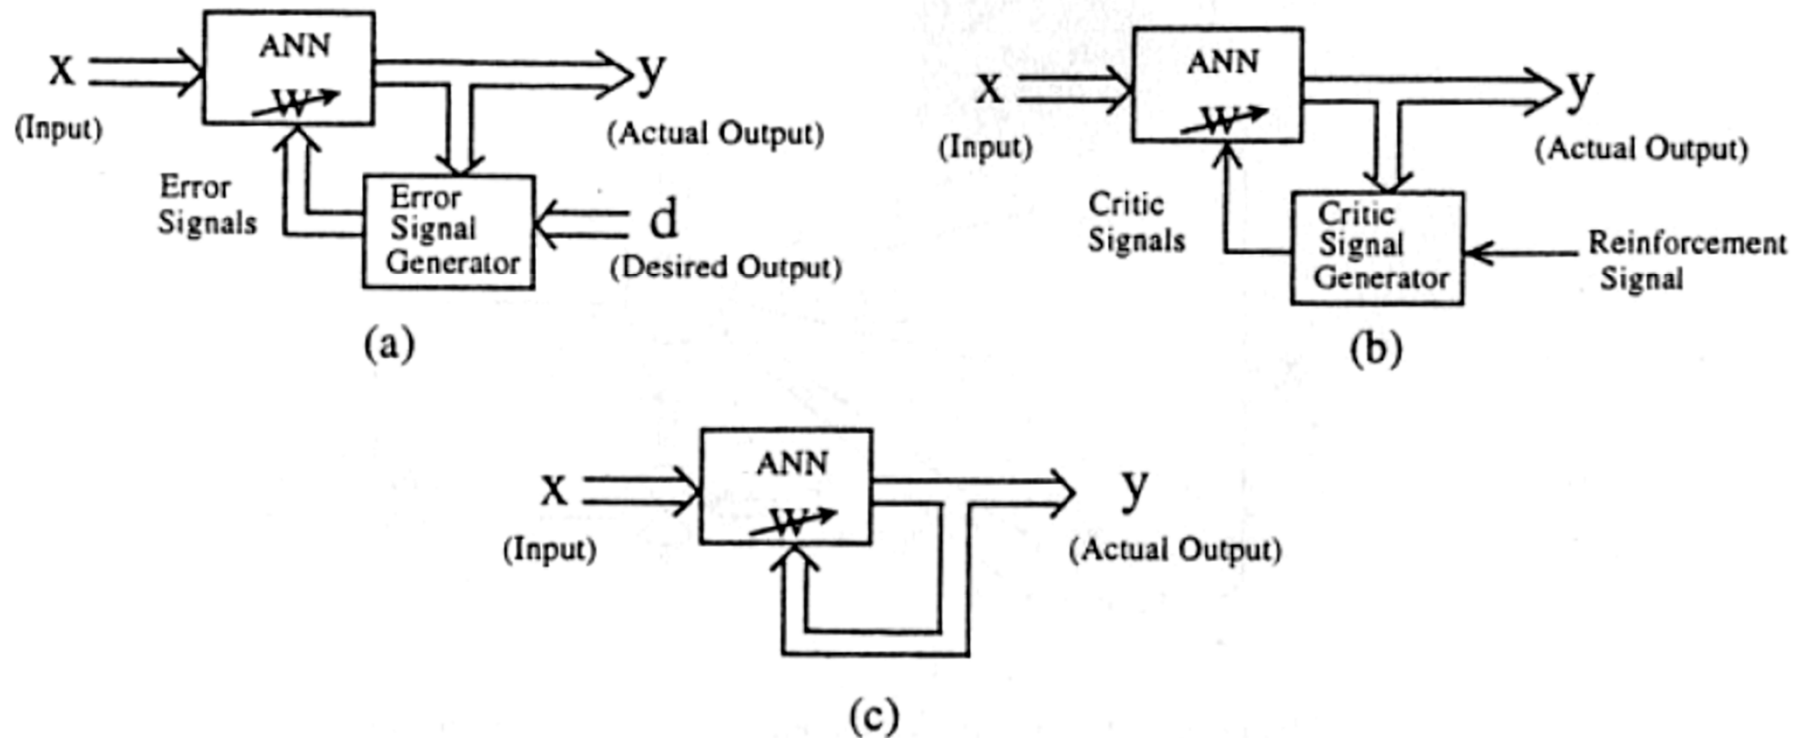 ANN
x
W
y
(Input)
(Actual Output)
Error
Signals
Error
Signal
Generator
d
(Desired Output)
(a)
ANN
x
W
y
(Input)
(Actual Output)
Critic
Signals
Critic
Signal
Generator
Reinforcement
Signal
(b)
ANN
x
W
y
(Input)
(Actual Output)
(c)